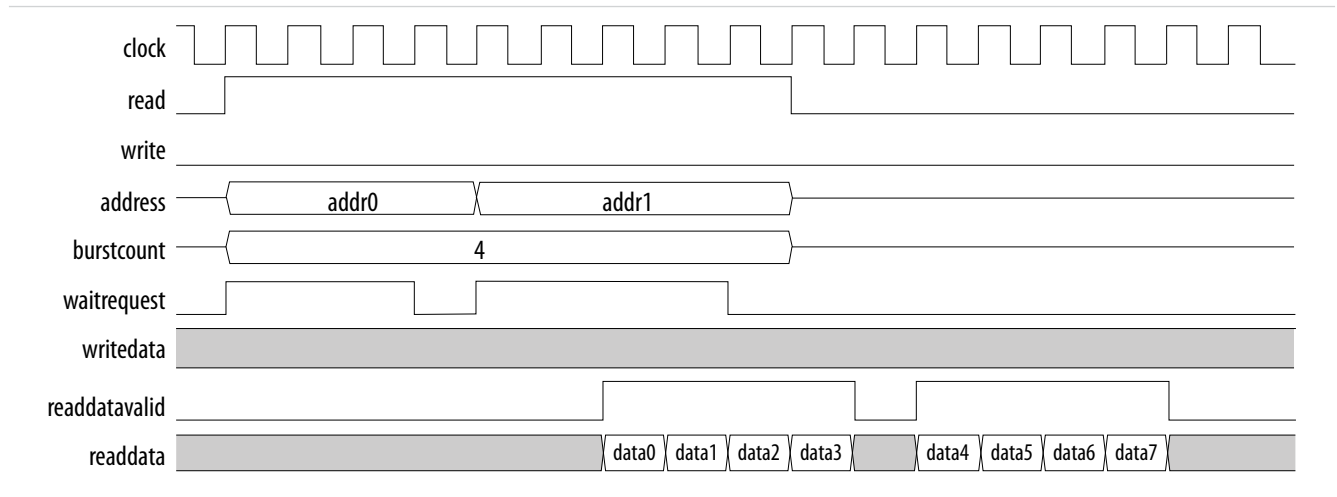 clock
read
write
address addr0 addr1
burstcount 4
waitrequest
writedata
readdatavalid
readdata data0 data1 data2 data3 data4 data5 data6 data7